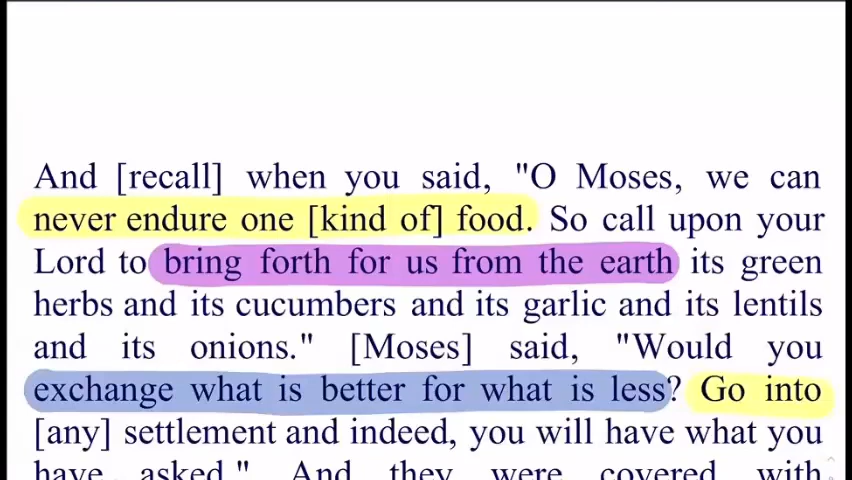 And [recall] when you said, "O Moses, we can
never endure one [kind of] food. So call upon your
Lord to bring forth for us from the earth its green
herbs and its cucumbers and its garlic and its lentils
and its onions." [Moses] said, "Would you
exchange what is better for what is less? Go into
[any] settlement and indeed, you will have what you
have asked." And they were covered with